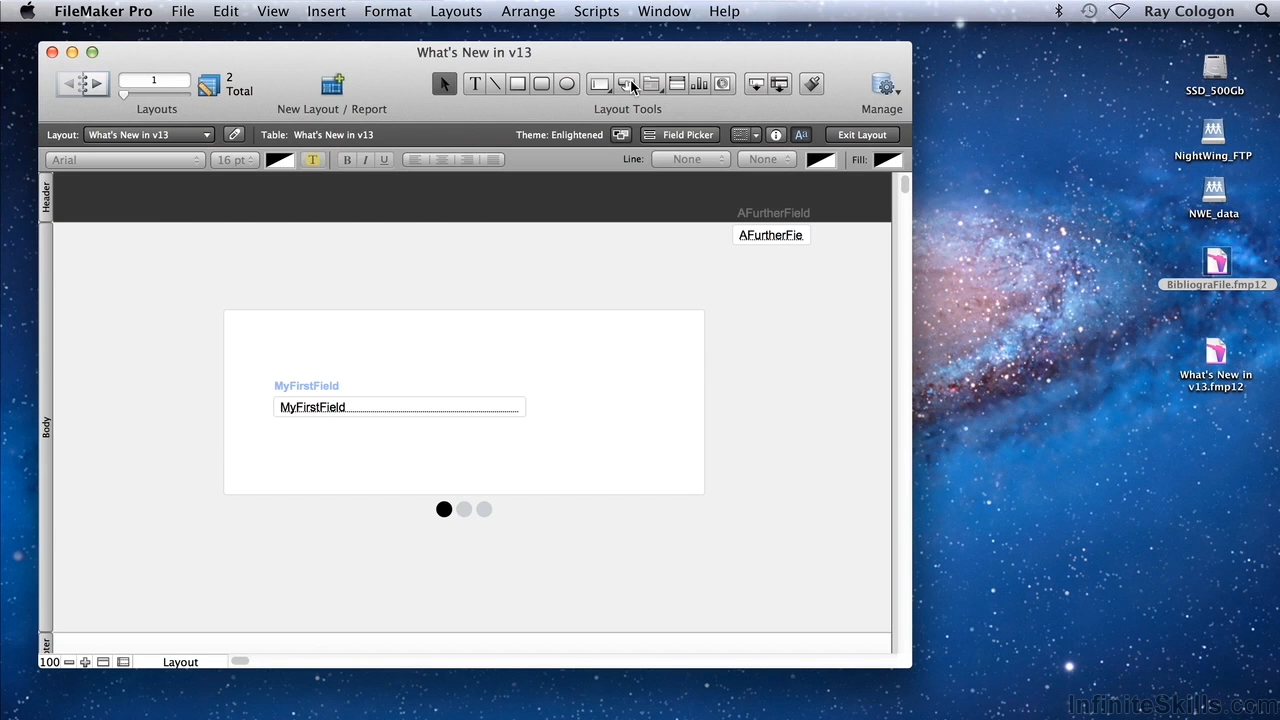 FileMaker Pro File Edit View Insert Format Layouts Arrange Scripts Window Help Ray Cologon
What's New in v13
1
2
Total
Layouts
New Layout / Report
T
Layout Tools
Manage
Layout: What's New in v13
Table: What's New in v13
Theme: Enlightened
Field Picker
Aa
Exit Layout
Arial
16 pt
T
B I U
Line: None None
Fill:
Header
AFurtherField
AFurtherFie
Body
MyFirstField
MyFirstField
100
Layout
SSD_500Gb
NightWing_FTP
NWE_data
BibliograFile.fmp12
What's New in
v13.fmp12
InfiniteSkills.com